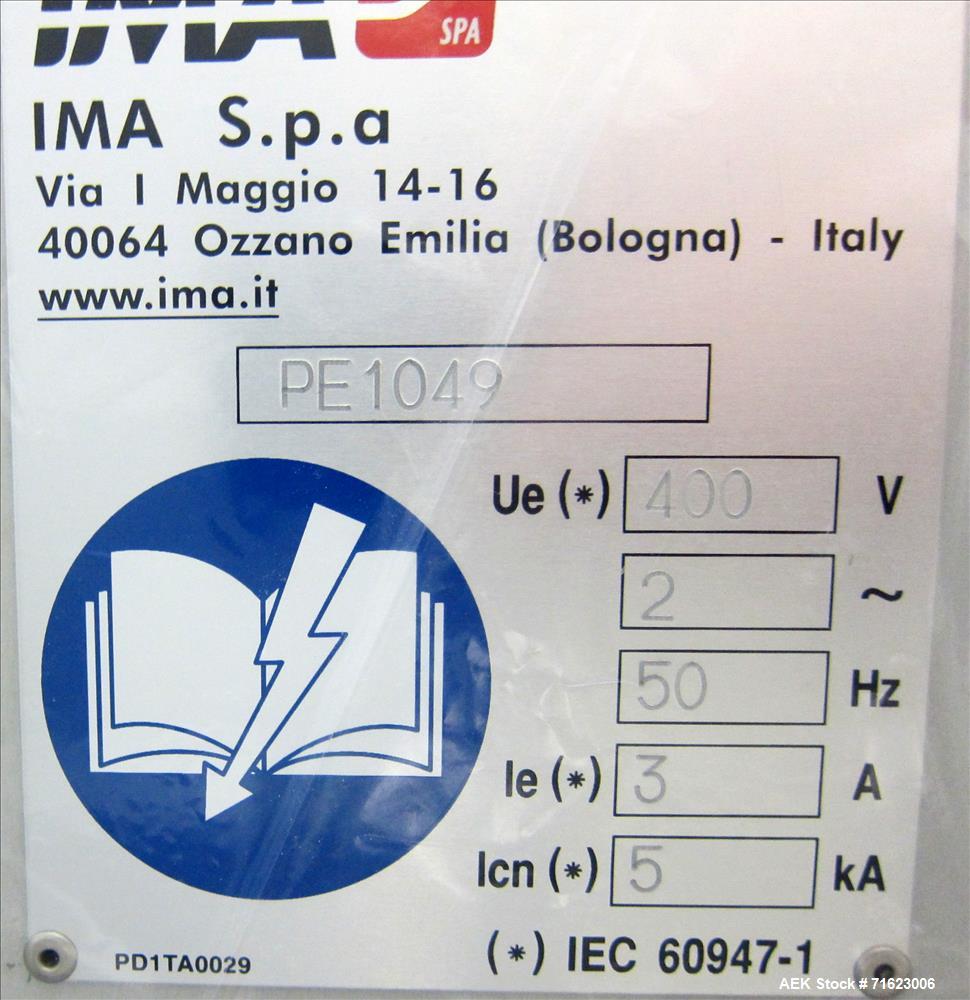 IMA
SPA
IMA S.p.a
Via I Maggio 14-16
40064 Ozzano Emilia (Bologna) - Italy
www.ima.it
PE1049
Ue (*) 400 V
2 ~
50 Hz
Ie (*) 3 A
Icn (*) 5 kA
(*) IEC 60947-1
PD1TA0029
AEK Stock # 71623006